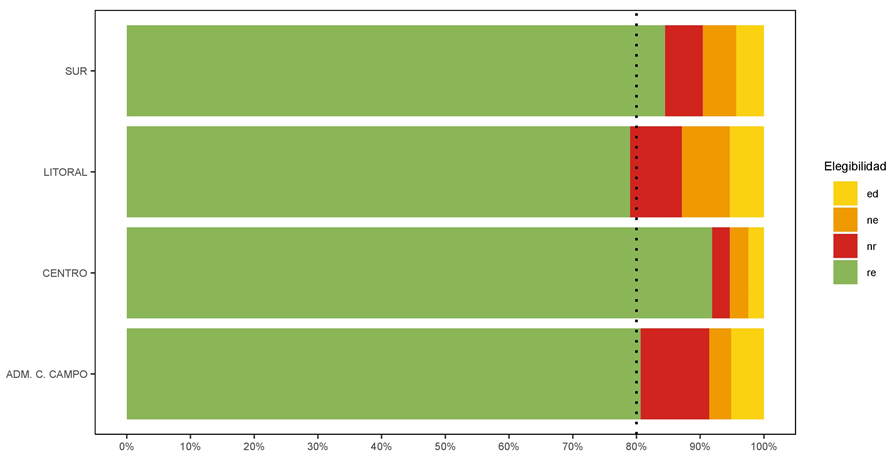 SUR
LITORAL
CENTRO
ADM. C. CAMPO
0% 10% 20% 30% 40% 50% 60% 70% 80% 90% 100%
Elegibilidad
ed
ne
nr
re